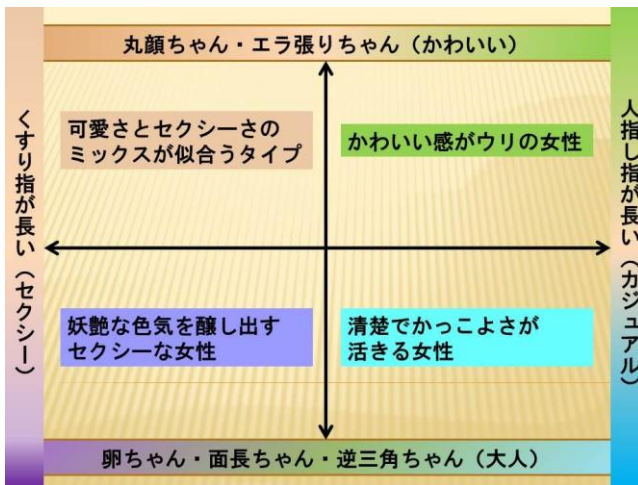 丸顔ちゃん・エラ張りちゃん（かわいい）
くすり指が長い（セクシー）
可愛さとセクシーさの
ミックスが似合うタイプ
かわいい感がウリの女性
人指し指が長い（カジュアル）
妖艶な色気を醸し出す
セクシーな女性
清楚でかっこよさが
活きる女性
卵ちゃん・面長ちゃん・逆三角ちゃん（大人）